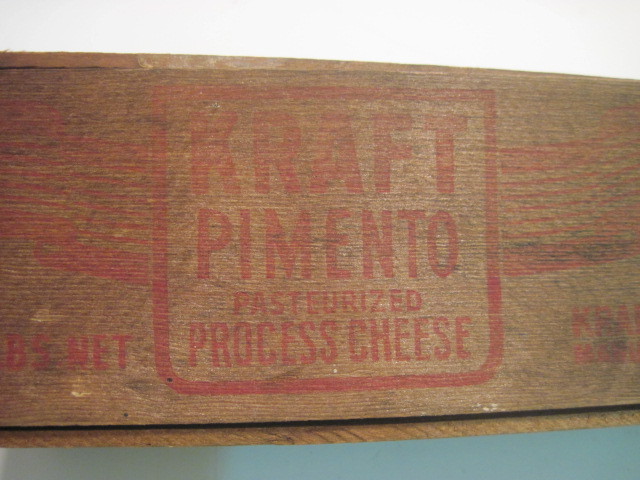 KRAFT
PIMENTO
PASTEURIZED
PROCESS CHEESE
BS NET